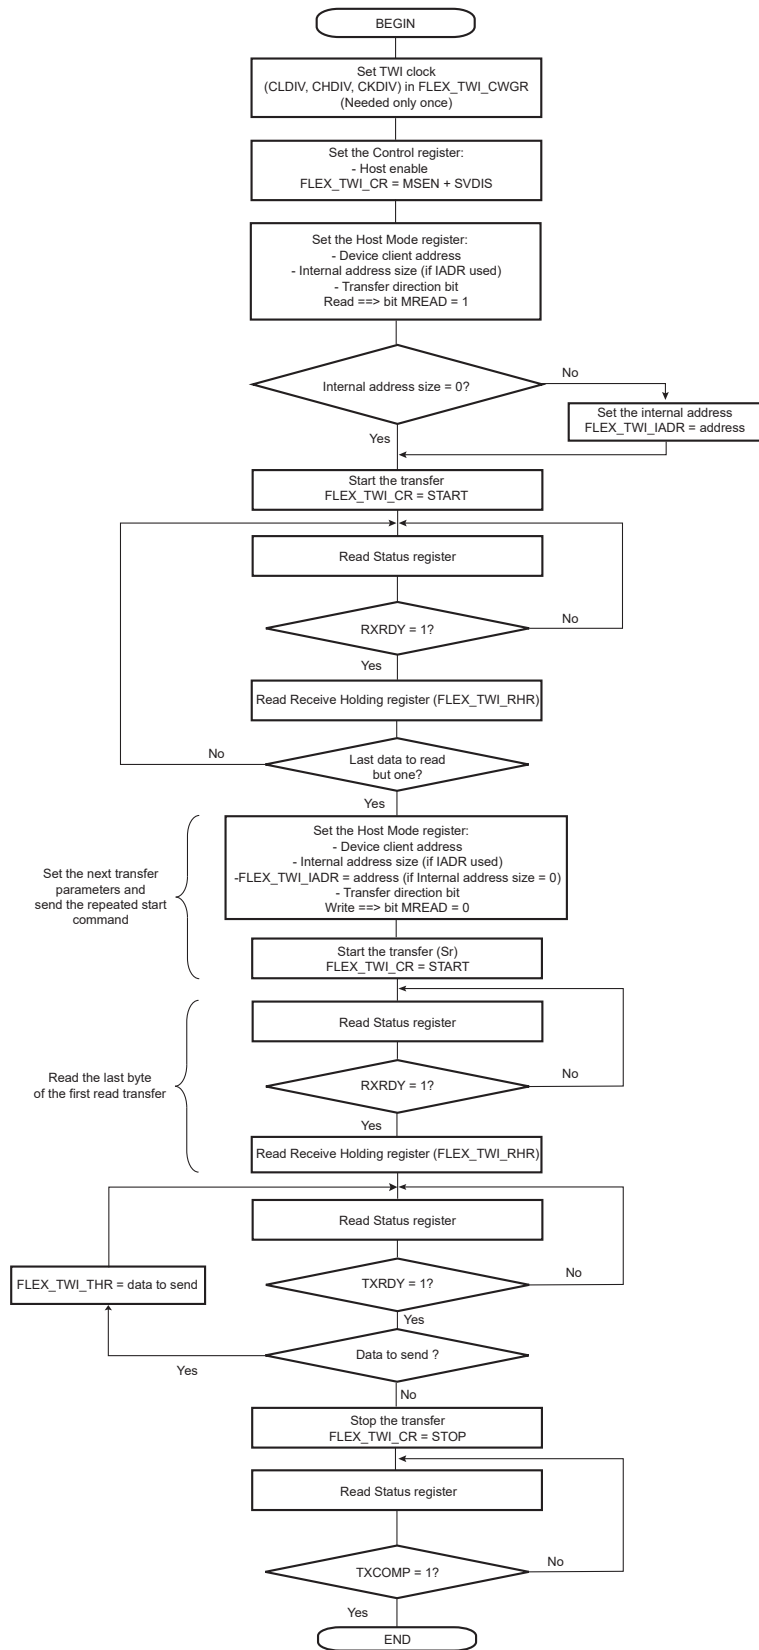 BEGIN
Set TWI clock
(CLDIV, CHDIV, CKDIV) in FLEX_TWI_CWGR
(Needed only once)
Set the Control register:
- Host enable
FLEX_TWI_CR = MSEN + SVDIS
Set the Host Mode register:
- Device client address
- Internal address size (if IADR used)
- Transfer direction bit
Read ==> bit MREAD = 1
Internal address size = 0?
No
Set the internal address
FLEX_TWI_IADR = address
Yes
Start the transfer
FLEX_TWI_CR = START
Read Status register
RXRDY = 1?
No
Yes
Read Receive Holding register (FLEX_TWI_RHR)
No
Last data to read
but one?
Yes
Set the next transfer
parameters and
send the repeated start
command
Set the Host Mode register:
- Device client address
- Internal address size (if IADR used)
-FLEX_TWI_IADR = address (if Internal address size = 0)
- Transfer direction bit
Write ==> bit MREAD = 0
Start the transfer (Sr)
FLEX_TWI_CR = START
Read the last byte
of the first read transfer
Read Status register
RXRDY = 1?
No
Yes
Read Receive Holding register (FLEX_TWI_RHR)
Read Status register
FLEX_TWI_THR = data to send
TXRDY = 1?
No
Yes
Data to send ?
Yes
No
Stop the transfer
FLEX_TWI_CR = STOP
Read Status register
TXCOMP = 1?
No
Yes
END